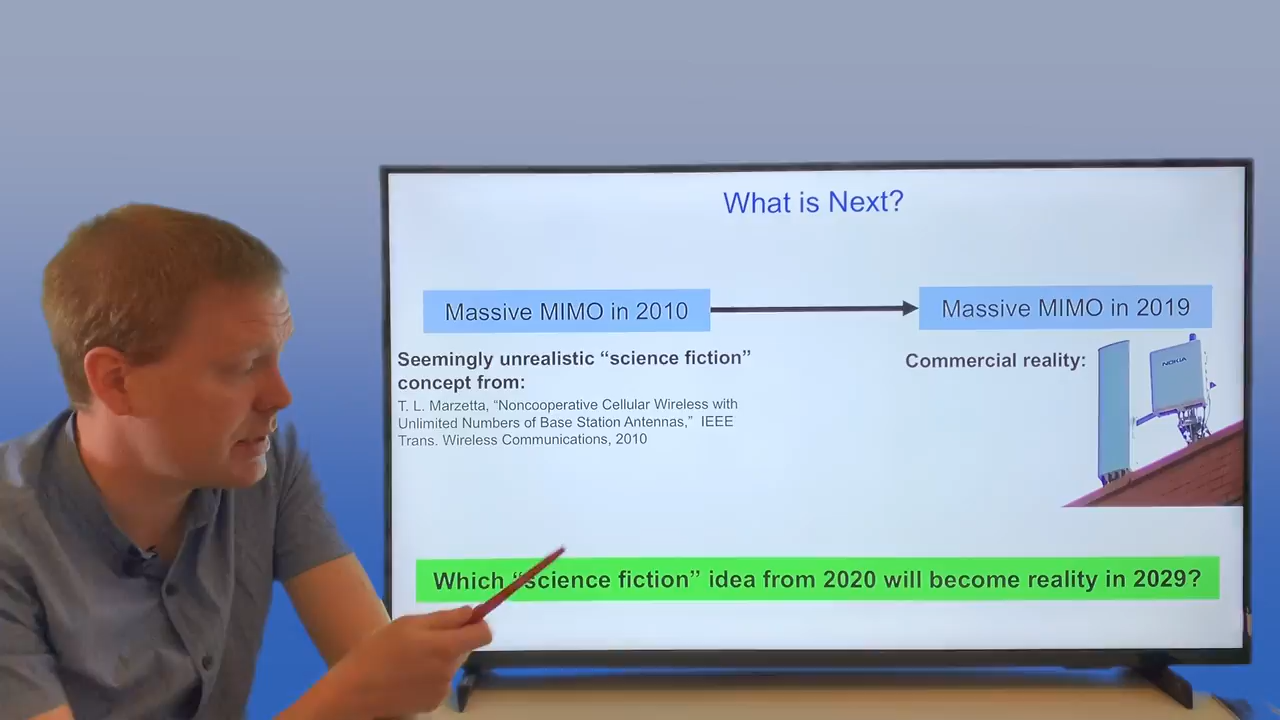 What is Next?
Massive MIMO in 2010
Massive MIMO in 2019
Seemingly unrealistic “science fiction”
concept from:
T. L. Marzetta, “Noncooperative Cellular Wireless with
Unlimited Numbers of Base Station Antennas,” IEEE
Trans. Wireless Communications, 2010
Commercial reality:
NOKIA
Which “science fiction” idea from 2020 will become reality in 2029?